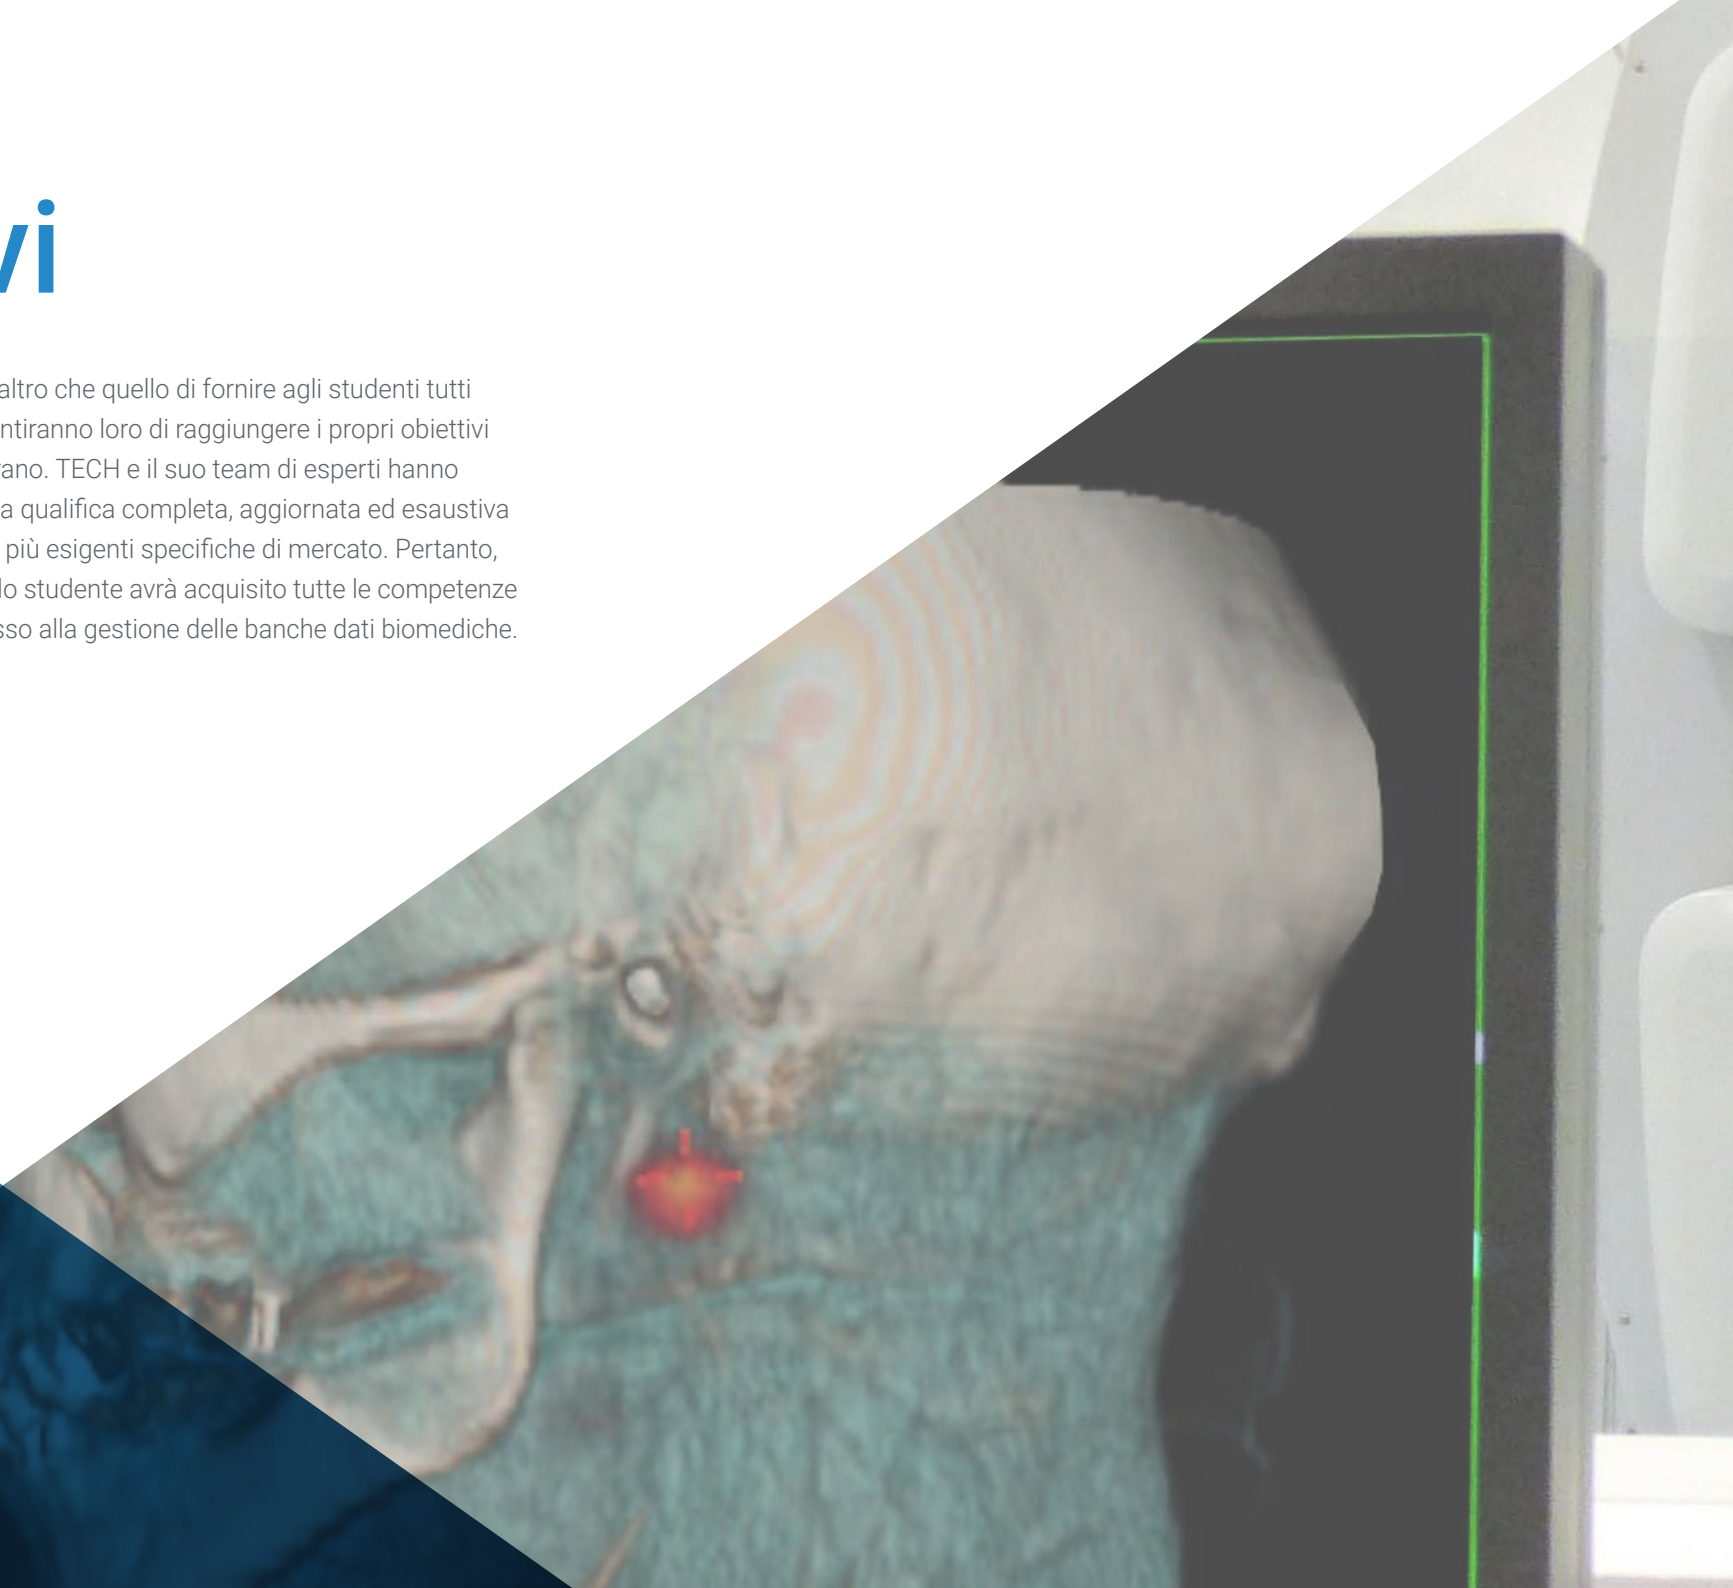 vi
altro che quello di fornire agli studenti tutti
ntiranno loro di raggiungere i propri obiettivi
ano. TECH e il suo team di esperti hanno
a qualifica completa, aggiornata ed esaustiva
più esigenti specifiche di mercato. Pertanto,
lo studente avrà acquisito tutte le competenze
sso alla gestione delle banche dati biomediche.